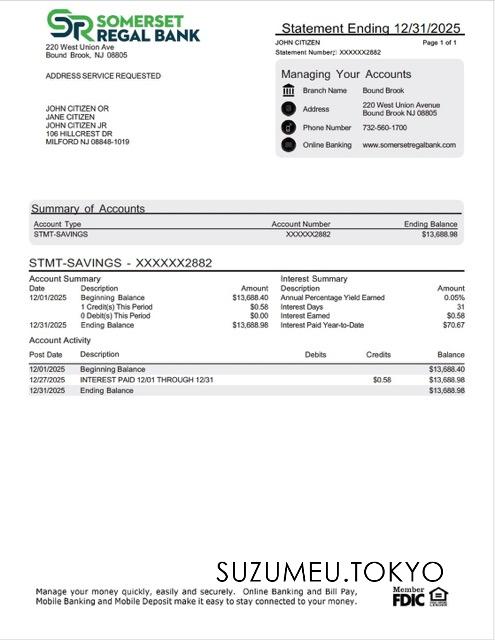 SOMERSET
REGAL BANK
220 West Union Ave
Bound Brook, NJ 08805
ADDRESS SERVICE REQUESTED
JOHN CITIZEN OR
JANE CITIZEN
JOHN CITIZEN JR
106 HILLCREST DR
MILFORD NJ 08848-1019
Statement Ending 12/31/2025
JOHN CITIZEN Page 1 of 1
Statement Number: XXXXXX2882
Managing Your Accounts
Branch Name Bound Brook
Address 220 West Union Avenue
Bound Brook NJ 08805
Phone Number 732-560-1700
Online Banking www.somersetregalbank.com
Summary of Accounts
Account Type Account Number Ending Balance
STMT-SAVINGS XXXXXX2882 $13,688.98
STMT-SAVINGS - XXXXXX2882
Account Summary
Date Description Amount
12/01/2025 Beginning Balance $13,688.40
1 Credit(s) This Period $0.58
0 Debit(s) This Period $0.00
12/31/2025 Ending Balance $13,688.98
Interest Summary
Description Amount
Annual Percentage Yield Earned 0.05%
Interest Days 31
Interest Earned $0.58
Interest Paid Year-to-Date $70.67
Account Activity
Post Date Description Debits Credits Balance
12/01/2025 Beginning Balance $13,688.40
12/27/2025 INTEREST PAID 12/01 THROUGH 12/31 $0.58 $13,688.98
12/31/2025 Ending Balance $13,688.98
SUZUMEU.TOKYO
Manage your money quickly, easily and securely. Online Banking and Bill Pay,
Mobile Banking and Mobile Deposit make it easy to stay connected to your money.
Member
FDIC